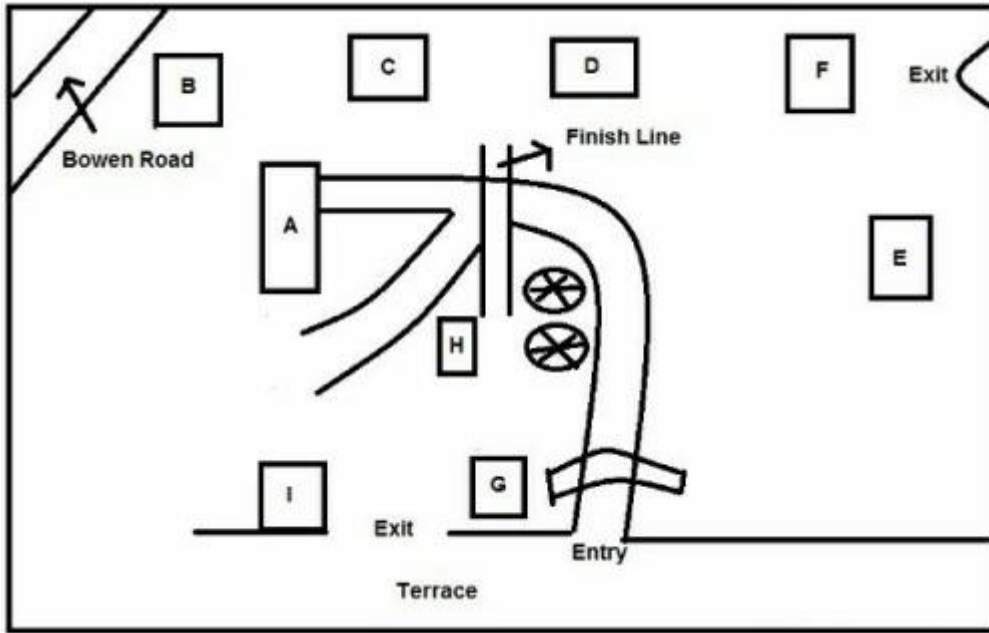 B
C
D
F
Exit
Bowen Road
Finish Line
A
E
H
I
G
Exit
Entry
Terrace